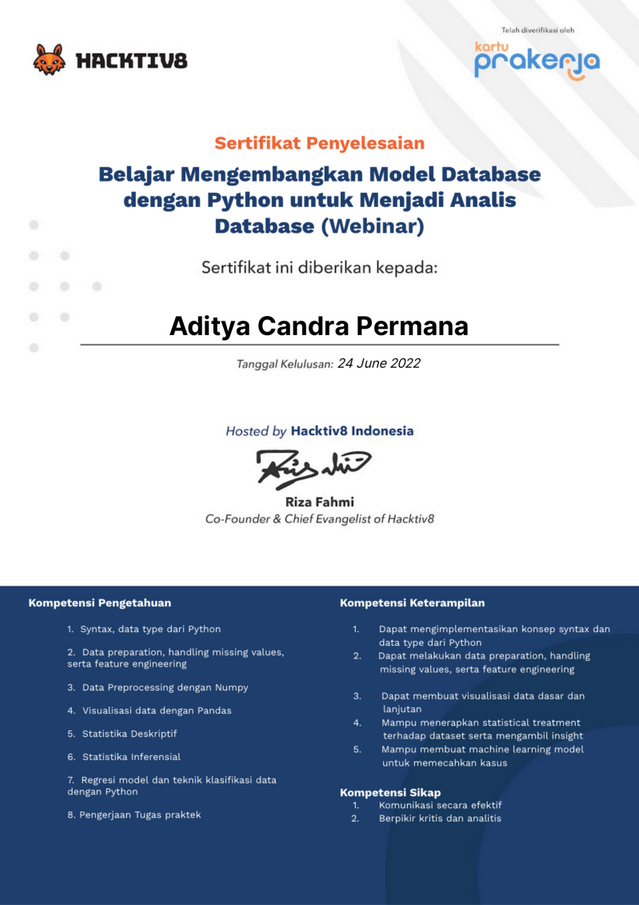 HACKTIV8
Telah diverifikasi oleh
kartu
prakerja
Sertifikat Penyelesaian
Belajar Mengembangkan Model Database
dengan Python untuk Menjadi Analis
Database (Webinar)
Sertifikat ini diberikan kepada:
Aditya Candra Permana
Tanggal Kelulusan: 24 June 2022
Hosted by Hacktiv8 Indonesia
Riza Fahmi
Co-Founder & Chief Evangelist of Hacktiv8
Kompetensi Pengetahuan
1. Syntax, data type dari Python
2. Data preparation, handling missing values,
serta feature engineering
3. Data Preprocessing dengan Numpy
4. Visualisasi data dengan Pandas
5. Statistika Deskriptif
6. Statistika Inferensial
7. Regresi model dan teknik klasifikasi data
dengan Python
8. Pengerjaan Tugas praktek
Kompetensi Keterampilan
1. Dapat mengimplementasikan konsep syntax dan
data type dari Python
2. Dapat melakukan data preparation, handling
missing values, serta feature engineering
3. Dapat membuat visualisasi data dasar dan
lanjutan
4. Mampu menerapkan statistical treatment
terhadap dataset serta mengambil insight
5. Mampu membuat machine learning model
untuk memecahkan kasus
Kompetensi Sikap
1. Komunikasi secara efektif
2. Berpikir kritis dan analitis